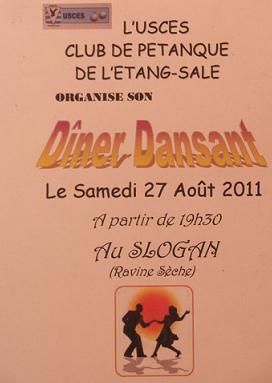 USCES
L'USCES
CLUB DE PETANQUE
DE L'ETANG-SALE
ORGANISE SON
Dîner Dansant
Le Samedi 27 Août 2011
A partir de 19h30
Au SLOGAN
(Ravine Sèche)